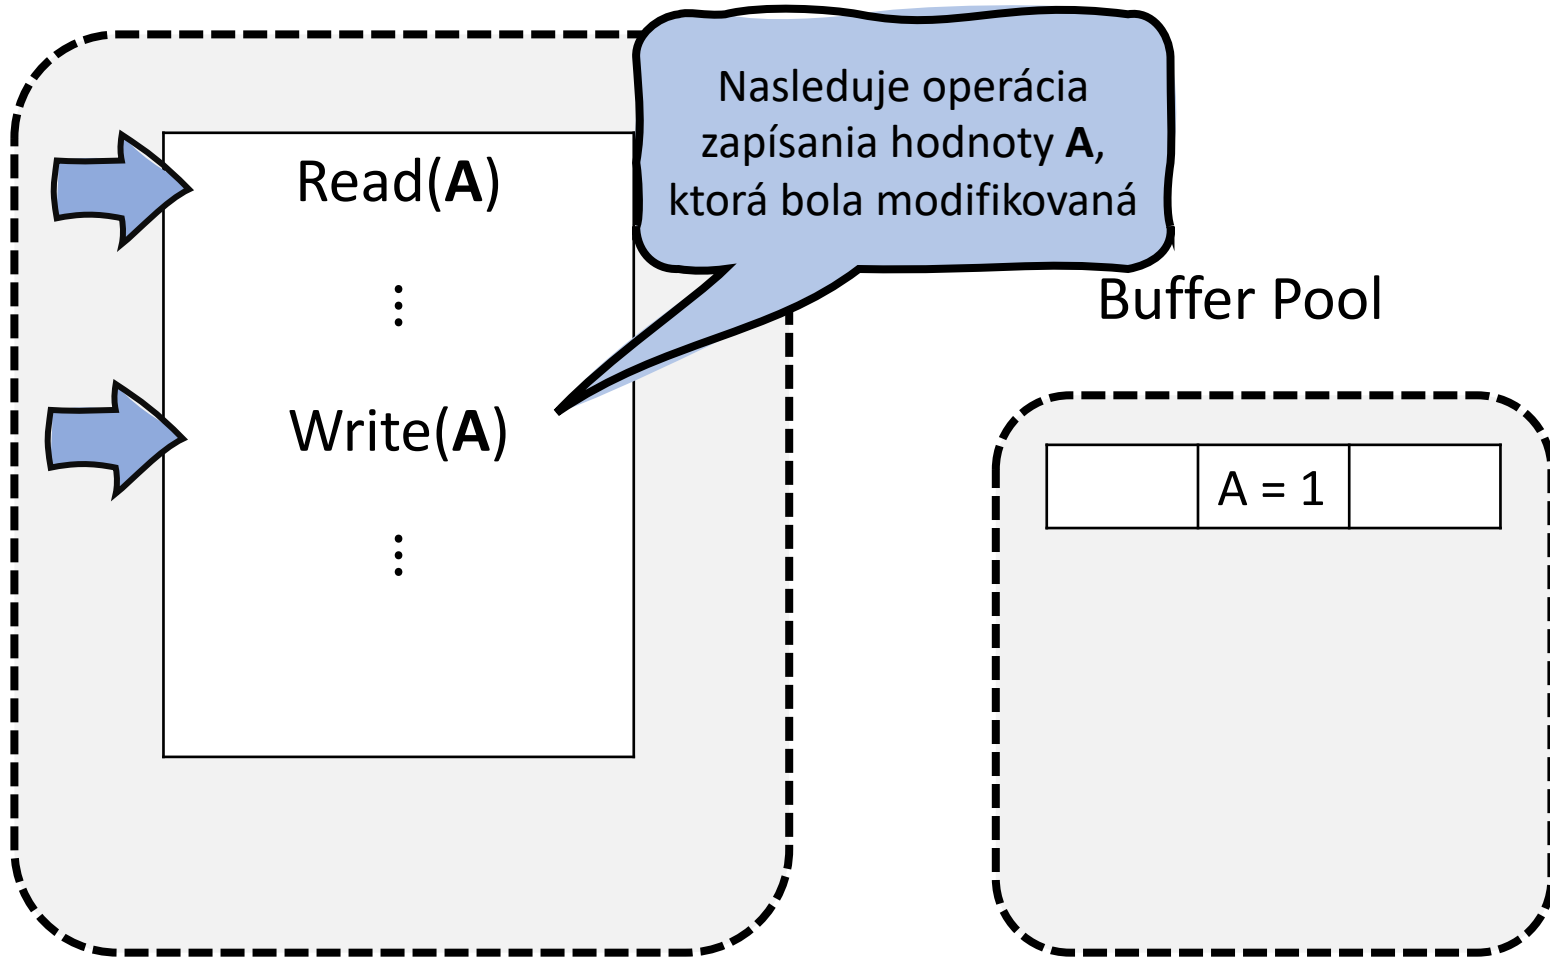 Nasleduje operácia
zapísania hodnoty A,
ktorá bola modifikovaná
Read(A)
⋮
Write(A)
⋮
Buffer Pool
A = 1